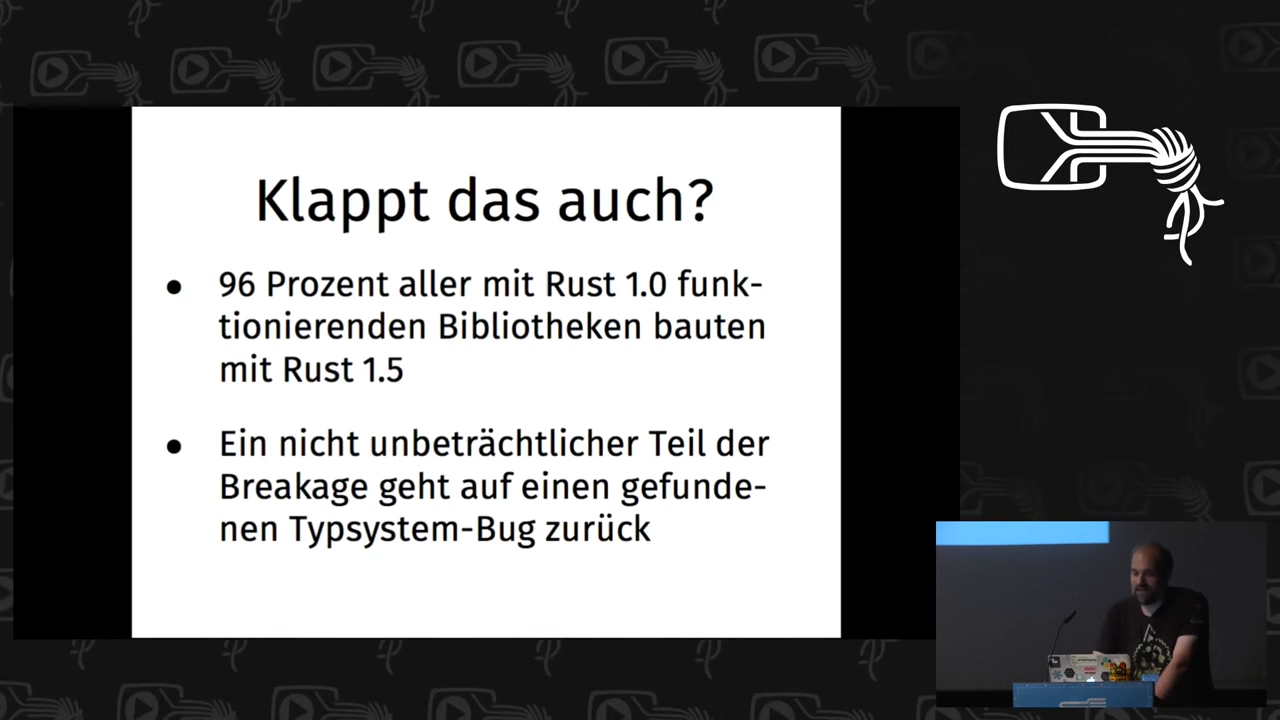 Klappt das auch?
● 96 Prozent aller mit Rust 1.0 funk-
tionierenden Bibliotheken bauten
mit Rust 1.5
● Ein nicht unbeträchtlicher Teil der
Breakage geht auf einen gefunde-
nen Typsystem-Bug zurück